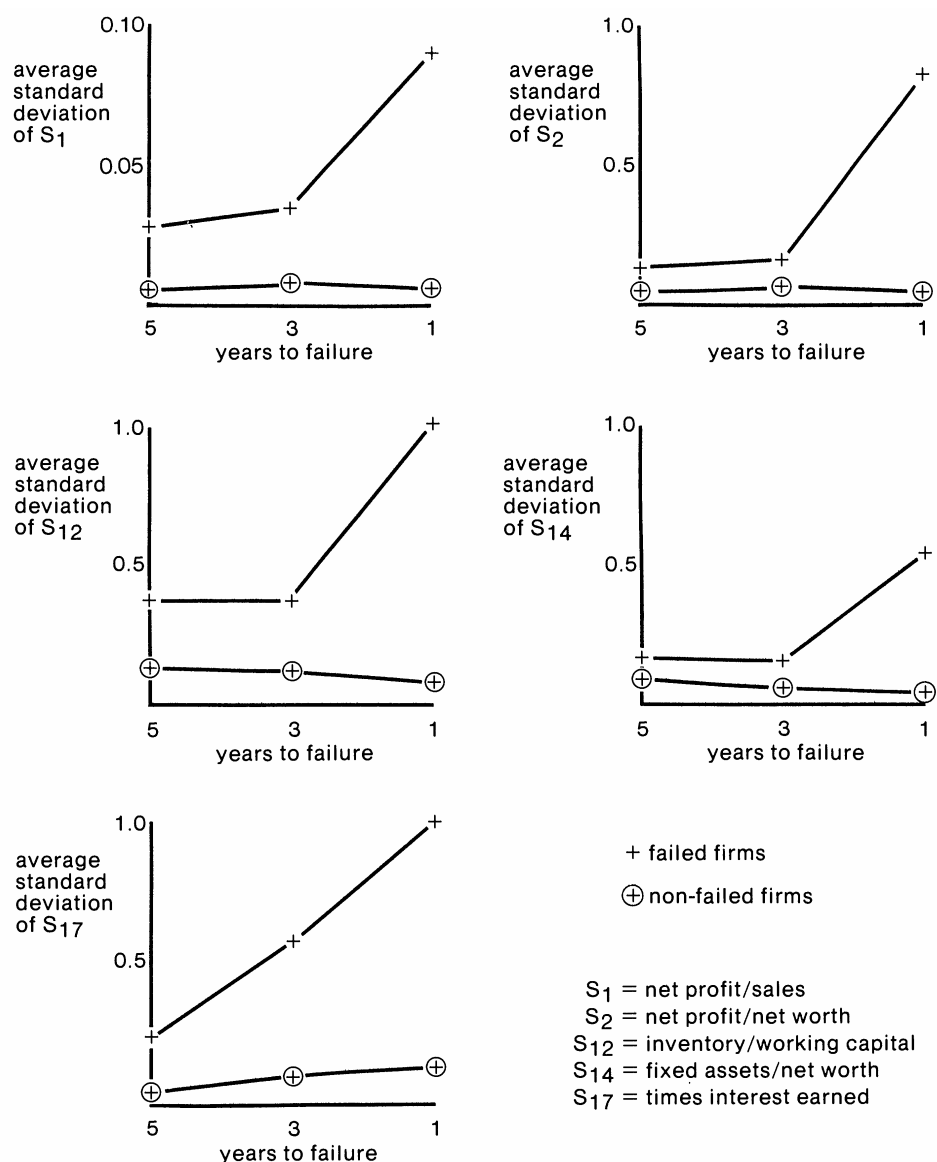 0.10
average
standard
deviation
of S1
0.05
5 3 1
years to failure
1.0
average
standard
deviation
of S2
0.5
5 3 1
years to failure
1.0
average
standard
deviation
of S12
0.5
5 3 1
years to failure
1.0
average
standard
deviation
of S14
0.5
5 3 1
years to failure
1.0
average
standard
deviation
of S17
0.5
5 3 1
years to failure
+ failed firms
⊕ non-failed firms
S1 = net profit/sales
S2 = net profit/net worth
S12 = inventory/working capital
S14 = fixed assets/net worth
S17 = times interest earned